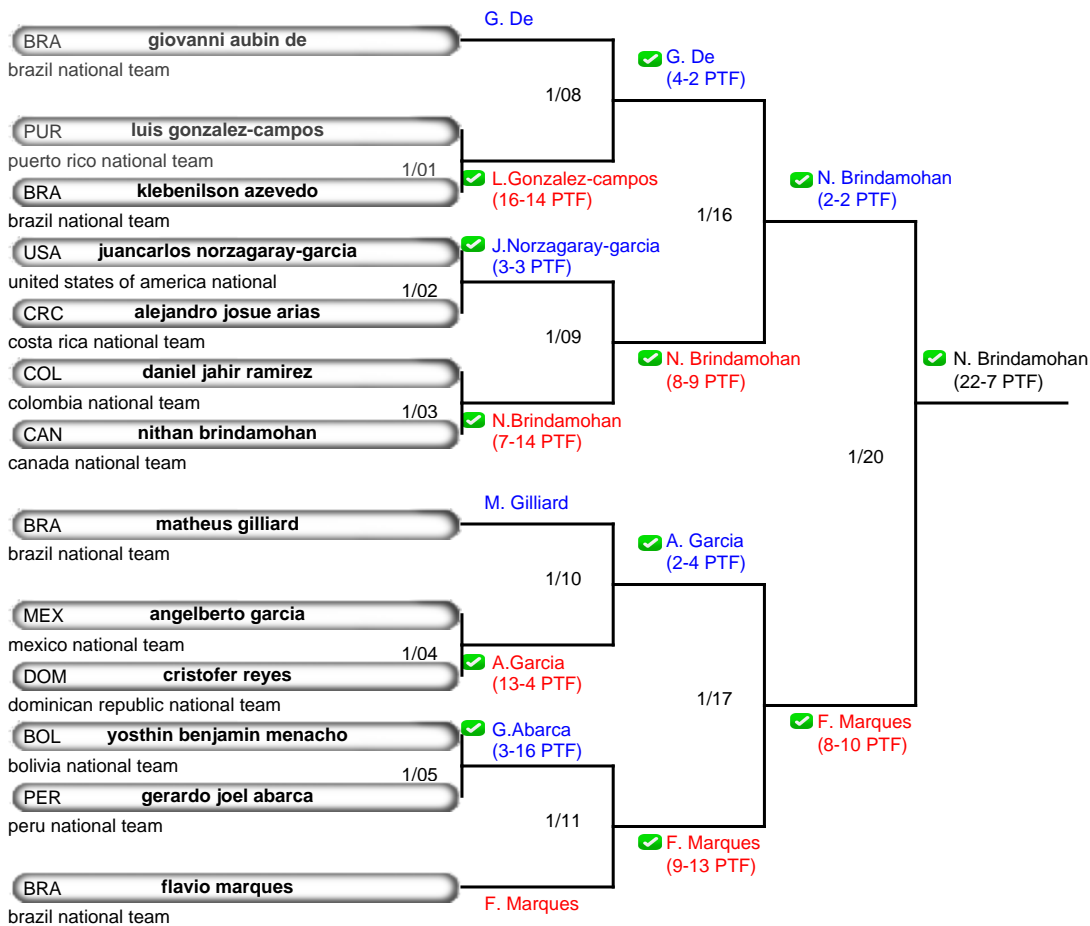 G. De
BRA giovanni aubin de
brazil national team
G. De
(4-2 PTF)
1/08
PUR luis gonzalez-campos
puerto rico national team
1/01
BRA klebenilson azevedo
brazil national team
L.Gonzalez-campos
(16-14 PTF)
1/16
N. Brindamohan
(2-2 PTF)
USA juancarlos norzagaray-garcia
united states of america national
J.Norzagaray-garcia
(3-3 PTF)
1/02
CRC alejandro josue arias
costa rica national team
1/09
COL daniel jahir ramirez
colombia national team
N. Brindamohan
(8-9 PTF)
N. Brindamohan
(22-7 PTF)
1/03
CAN nithan brindamohan
canada national team
N.Brindamohan
(7-14 PTF)
1/20
M. Gilliard
BRA matheus gilliard
brazil national team
A. Garcia
(2-4 PTF)
1/10
MEX angelberto garcia
mexico national team
1/04
DOM cristofer reyes
dominican republic national team
A.Garcia
(13-4 PTF)
1/17
BOL yosthin benjamin menacho
bolivia national team
G.Abarca
(3-16 PTF)
F. Marques
(8-10 PTF)
1/05
PER gerardo joel abarca
peru national team
1/11
F. Marques
(9-13 PTF)
BRA flavio marques
brazil national team
F. Marques